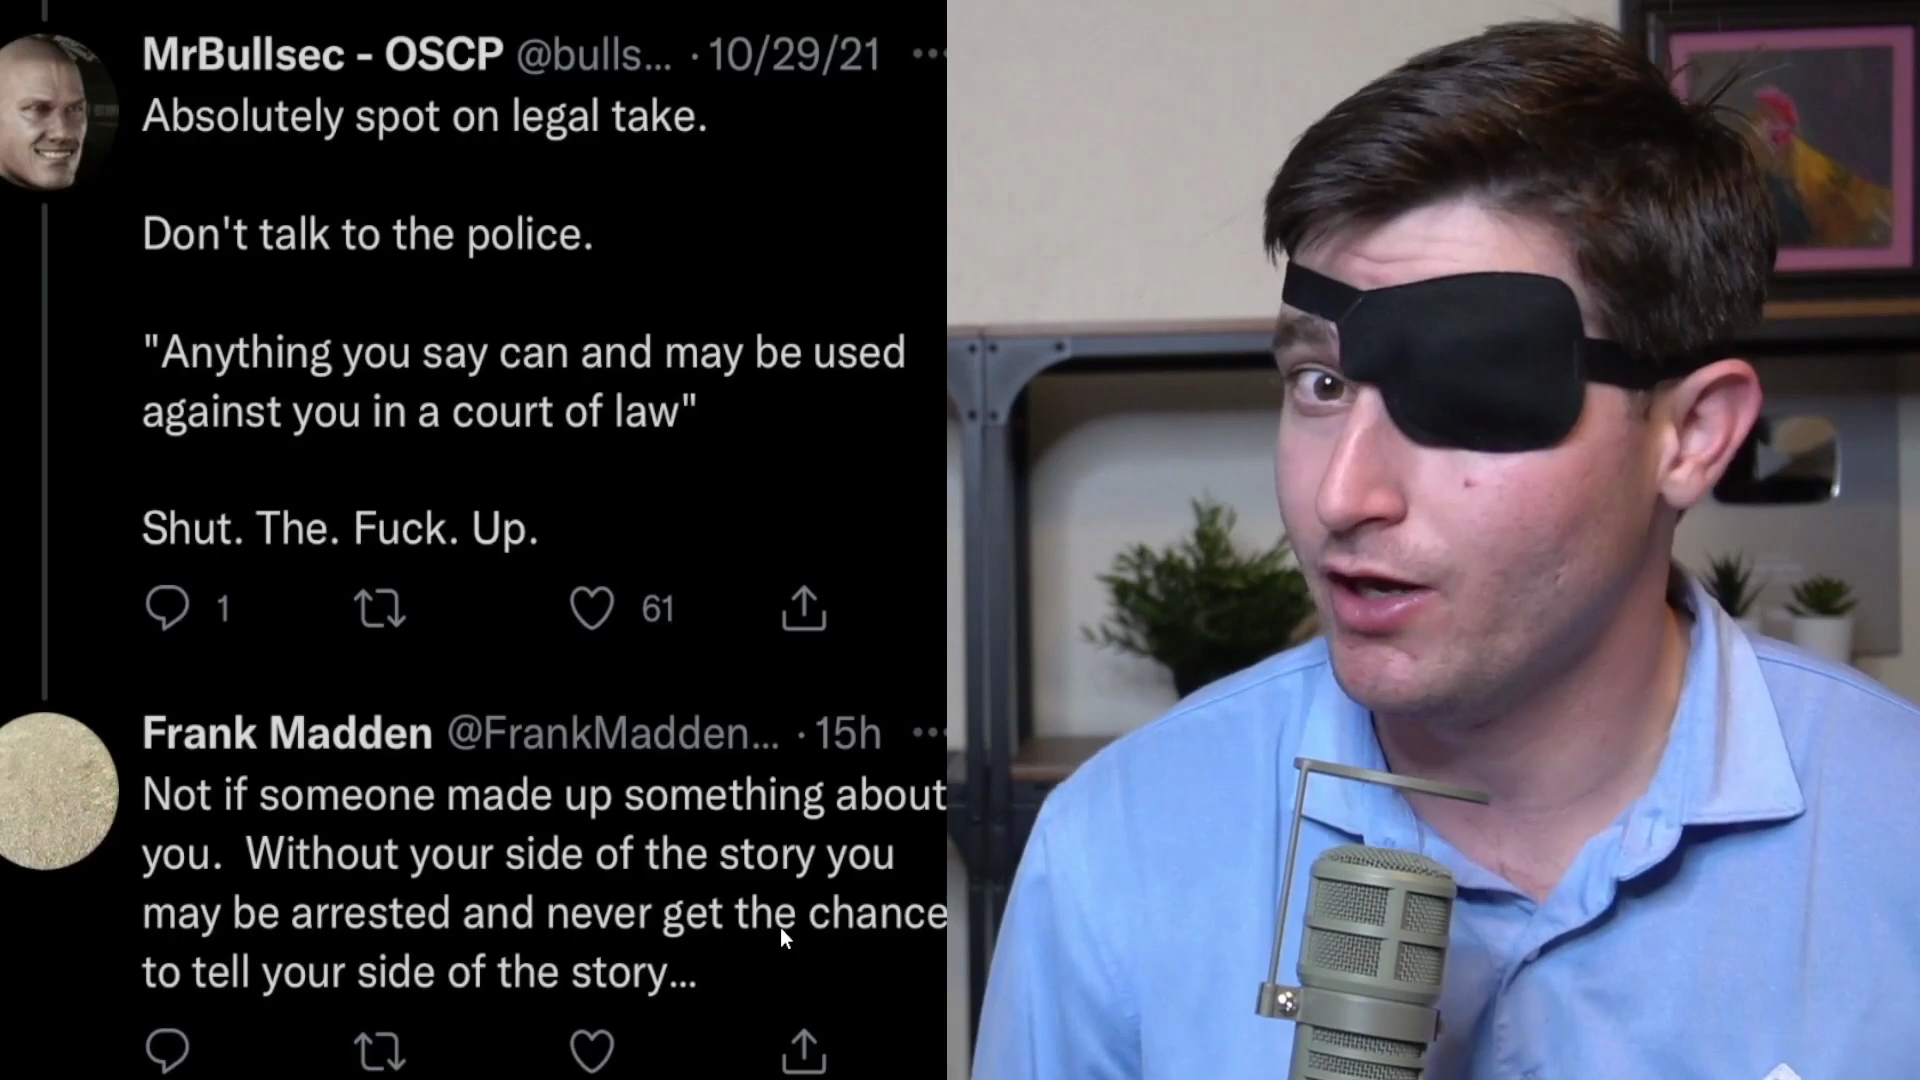 MrBullsec - OSCP @bulls... · 10/29/21
Absolutely spot on legal take.
Don't talk to the police.
"Anything you say can and may be used
against you in a court of law"
Shut. The. Fuck. Up.
1 61
Frank Madden @FrankMadden... · 15h
Not if someone made up something about
you. Without your side of the story you
may be arrested and never get the chance
to tell your side of the story...